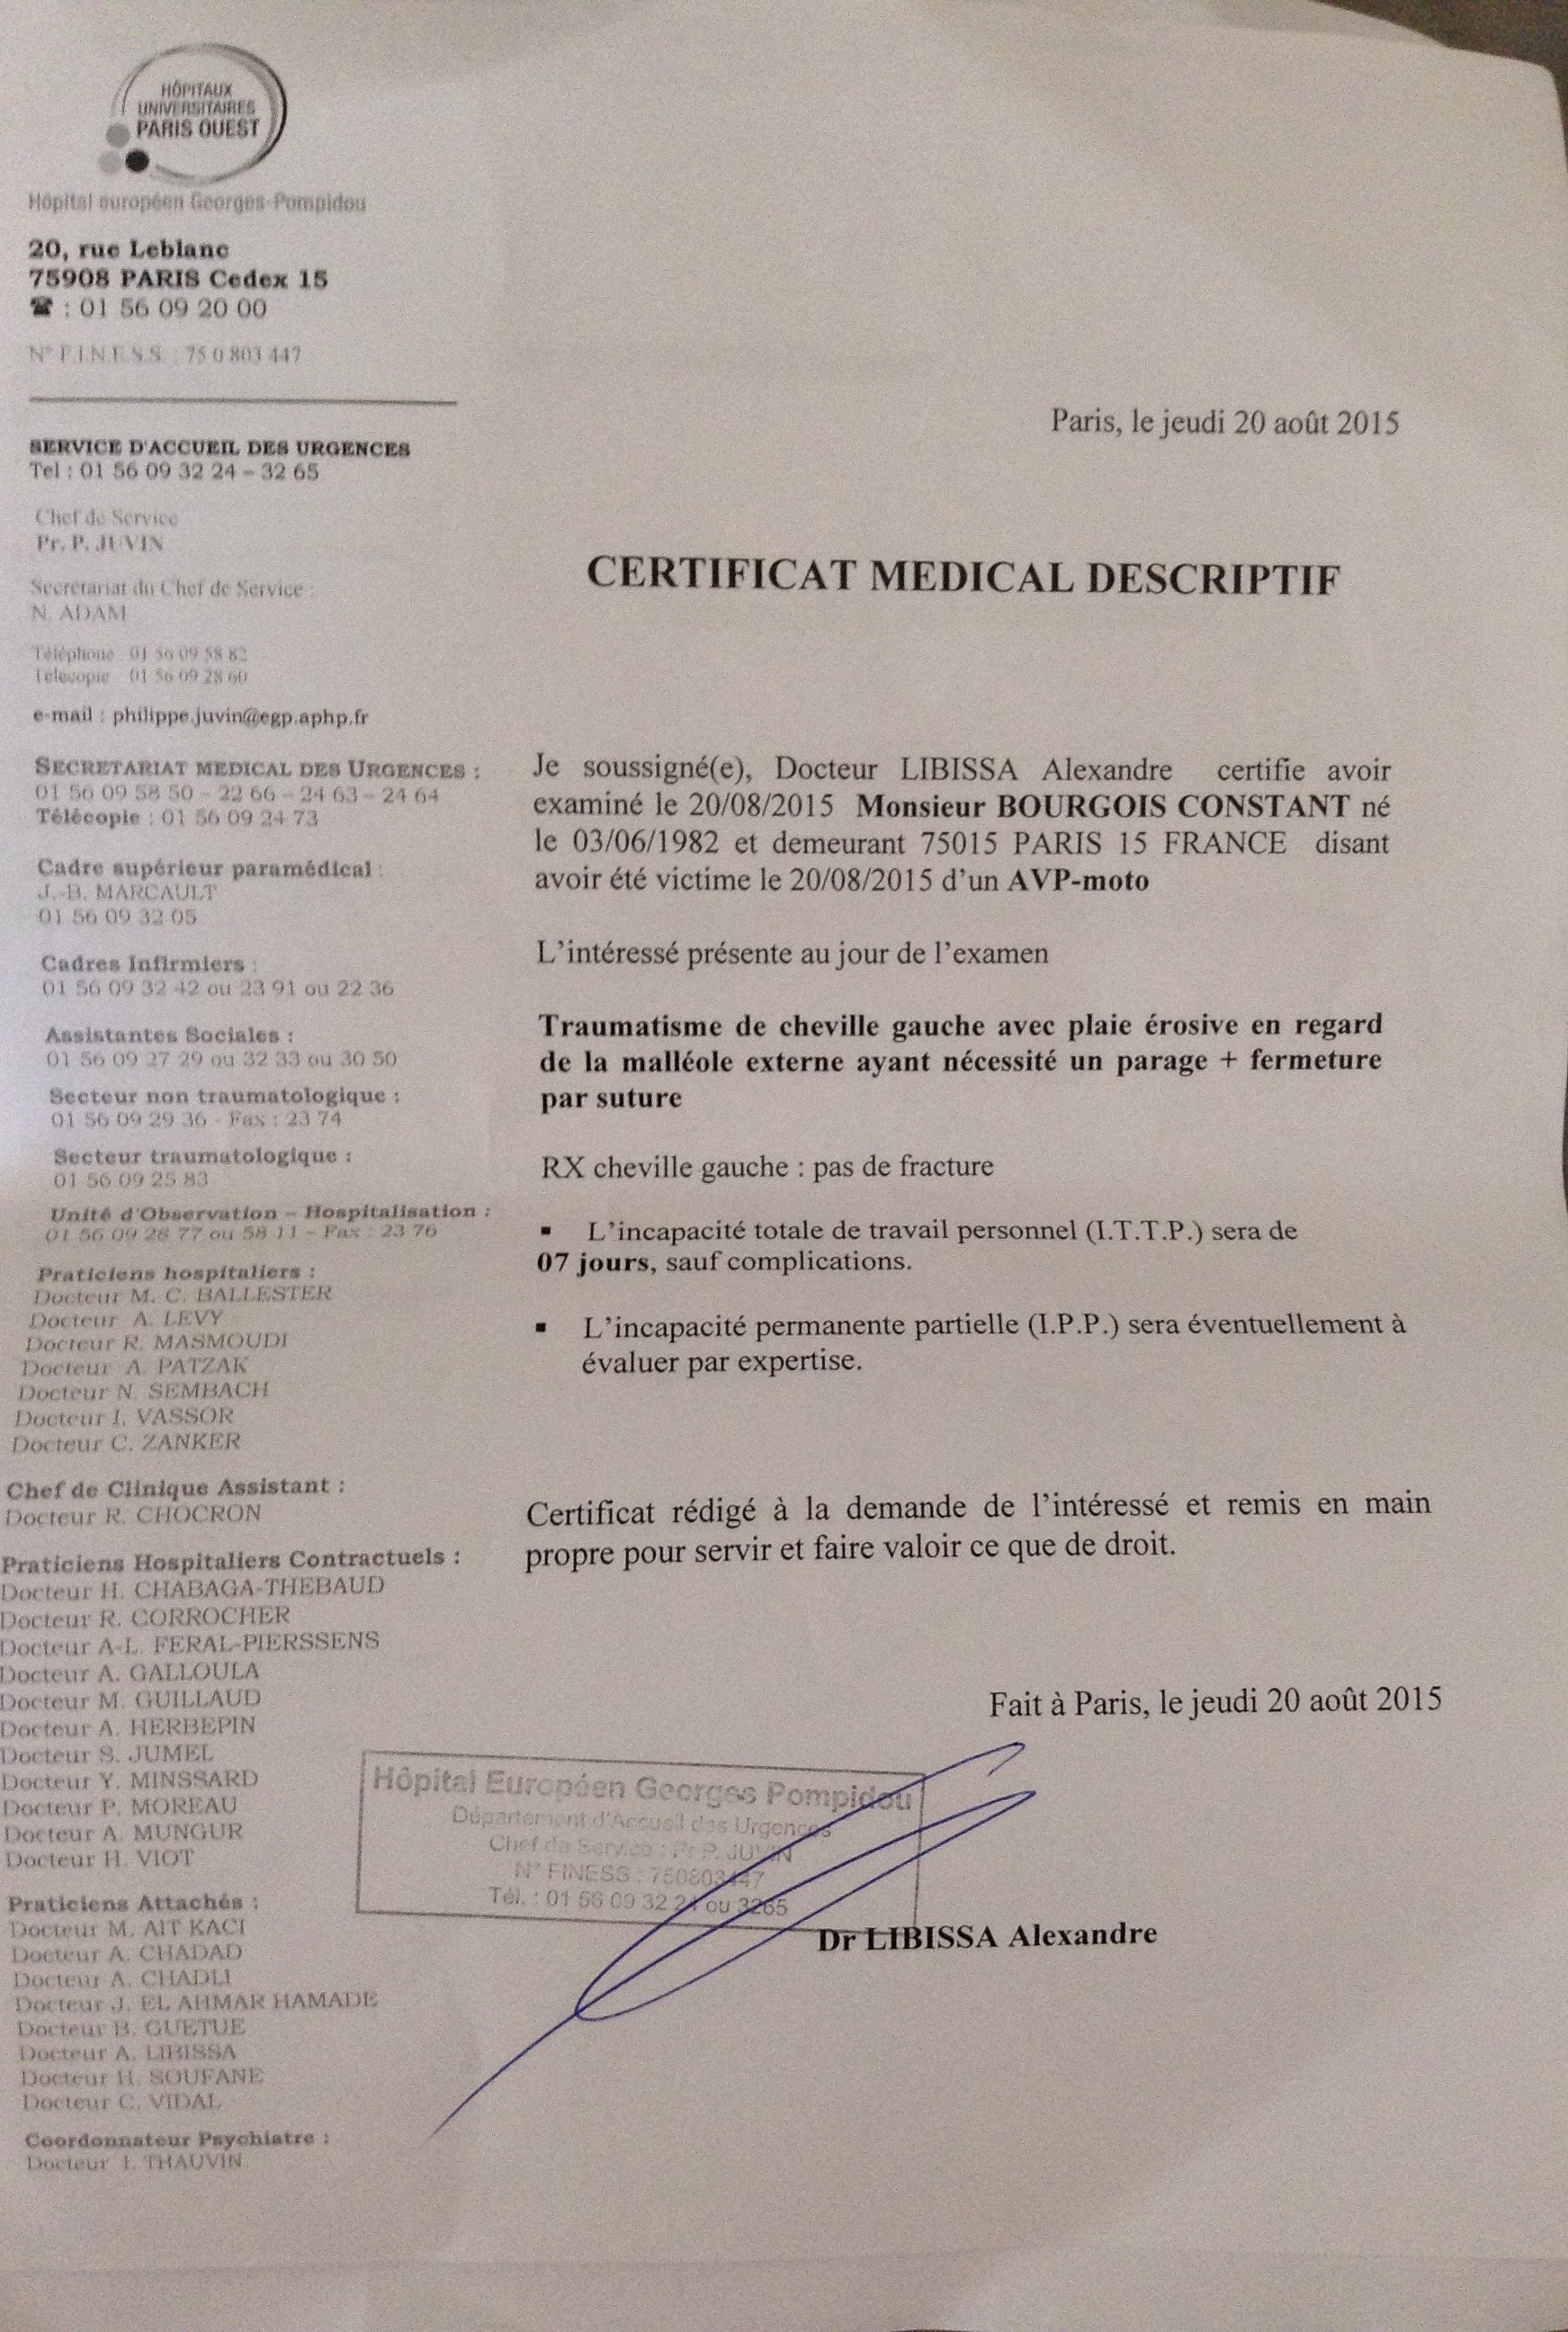 HÔPITAUX
UNIVERSITAIRES
PARIS OUEST
Hôpital européen Georges-Pompidou
20, rue Leblanc
75908 PARIS Cedex 15
☎ : 01 56 09 20 00
N° F.I.N.E.S.S. : 75 0 803 447
SERVICE D'ACCUEIL DES URGENCES
Tel : 01 56 09 32 24 – 32 65
Chef de Service
Pr. P. JUVIN
Secrétariat du Chef de Service :
N. ADAM
Téléphone 01 56 09 58 82
Télécopie 01 56 09 28 60
e-mail : philippe.juvin@egp.aphp.fr
SECRETARIAT MEDICAL DES URGENCES :
01 56 09 58 50 – 22 66 – 24 63 – 24 64
Télécopie : 01 56 09 24 73
Cadre supérieur paramédical :
J.-B. MARCAULT
01 56 09 32 05
Cadres Infirmiers :
01 56 09 32 42 ou 23 91 ou 22 36
Assistantes Sociales :
01 56 09 27 29 ou 32 33 ou 30 50
Secteur non traumatologique :
01 56 09 29 36 - Fax : 23 74
Secteur traumatologique :
01 56 09 25 83
Unité d'Observation – Hospitalisation :
01 56 09 28 77 ou 58 11 – Fax : 23 76
Praticiens hospitaliers :
Docteur M. C. BALLESTER
Docteur A. LEVY
Docteur R. MASMOUDI
Docteur A. PATZAK
Docteur N. SEMBACH
Docteur I. VASSOR
Docteur C. ZANKER
Chef de Clinique Assistant :
Docteur R. CHOCRON
Praticiens Hospitaliers Contractuels :
Docteur H. CHABAGA-THEBAUD
Docteur R. CORROCHER
Docteur A-L. FERAL-PIERSSENS
Docteur A. GALLOULA
Docteur M. GUILLAUD
Docteur A. HERBEPIN
Docteur S. JUMEL
Docteur Y. MINSSARD
Docteur P. MOREAU
Docteur A. MUNGUR
Docteur H. VIOT
Praticiens Attachés :
Docteur M. AIT KACI
Docteur A. CHADAD
Docteur A. CHADLI
Docteur J. EL AHMAR HAMADE
Docteur B. GUETUE
Docteur A. LIBISSA
Docteur H. SOUFANE
Docteur C. VIDAL
Coordonnateur Psychiatre :
Docteur I. THAUVIN
Paris, le jeudi 20 août 2015
CERTIFICAT MEDICAL DESCRIPTIF
Je soussigné(e), Docteur LIBISSA Alexandre certifie avoir
examiné le 20/08/2015 Monsieur BOURGOIS CONSTANT né
le 03/06/1982 et demeurant 75015 PARIS 15 FRANCE disant
avoir été victime le 20/08/2015 d'un AVP-moto
L'intéressé présente au jour de l'examen
Traumatisme de cheville gauche avec plaie érosive en regard
de la malléole externe ayant nécessité un parage + fermeture
par suture
RX cheville gauche : pas de fracture
▪ L'incapacité totale de travail personnel (I.T.T.P.) sera de
07 jours, sauf complications.
▪ L'incapacité permanente partielle (I.P.P.) sera éventuellement à
évaluer par expertise.
Certificat rédigé à la demande de l'intéressé et remis en main
propre pour servir et faire valoir ce que de droit.
Fait à Paris, le jeudi 20 août 2015
Hôpital Européen Georges Pompidou
Département d'Accueil des Urgences
Chef de Service : Pr P. JUVIN
N° FINESS : 750803447
Tél. : 01 56 09 32 24 ou 3265
Dr LIBISSA Alexandre